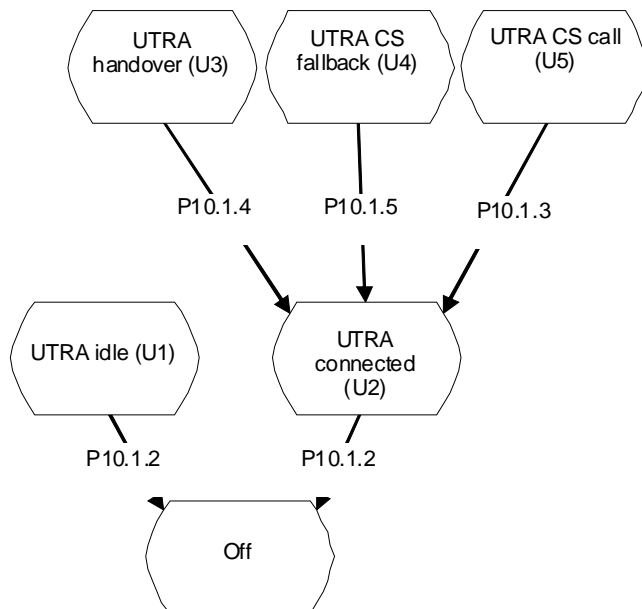 UTRA
handover (U3)
UTRA CS
fallback (U4)
UTRA CS call
(U5)
P10.1.4
P10.1.5
P10.1.3
UTRA idle (U1)
UTRA
connected
(U2)
P10.1.2
P10.1.2
Off